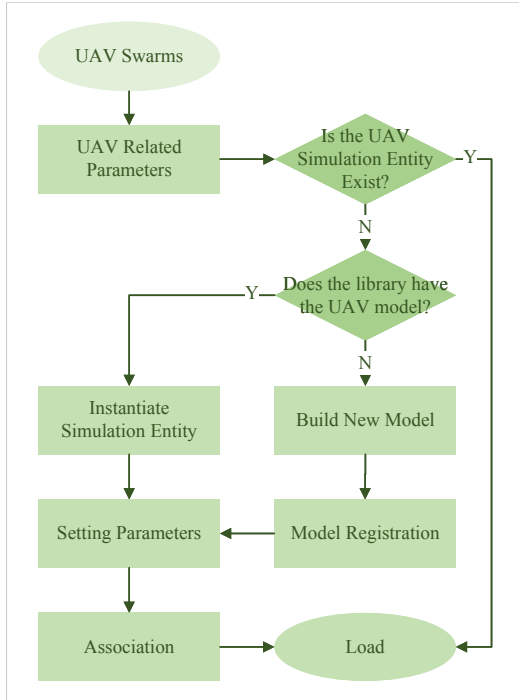 UAV Swarms
UAV Related
Parameters
Is the UAV
Simulation Entity
Exist?
Y
N
Does the library have
the UAV model?
Y
N
Instantiate
Simulation Entity
Build New Model
Setting Parameters
Model Registration
Association
Load